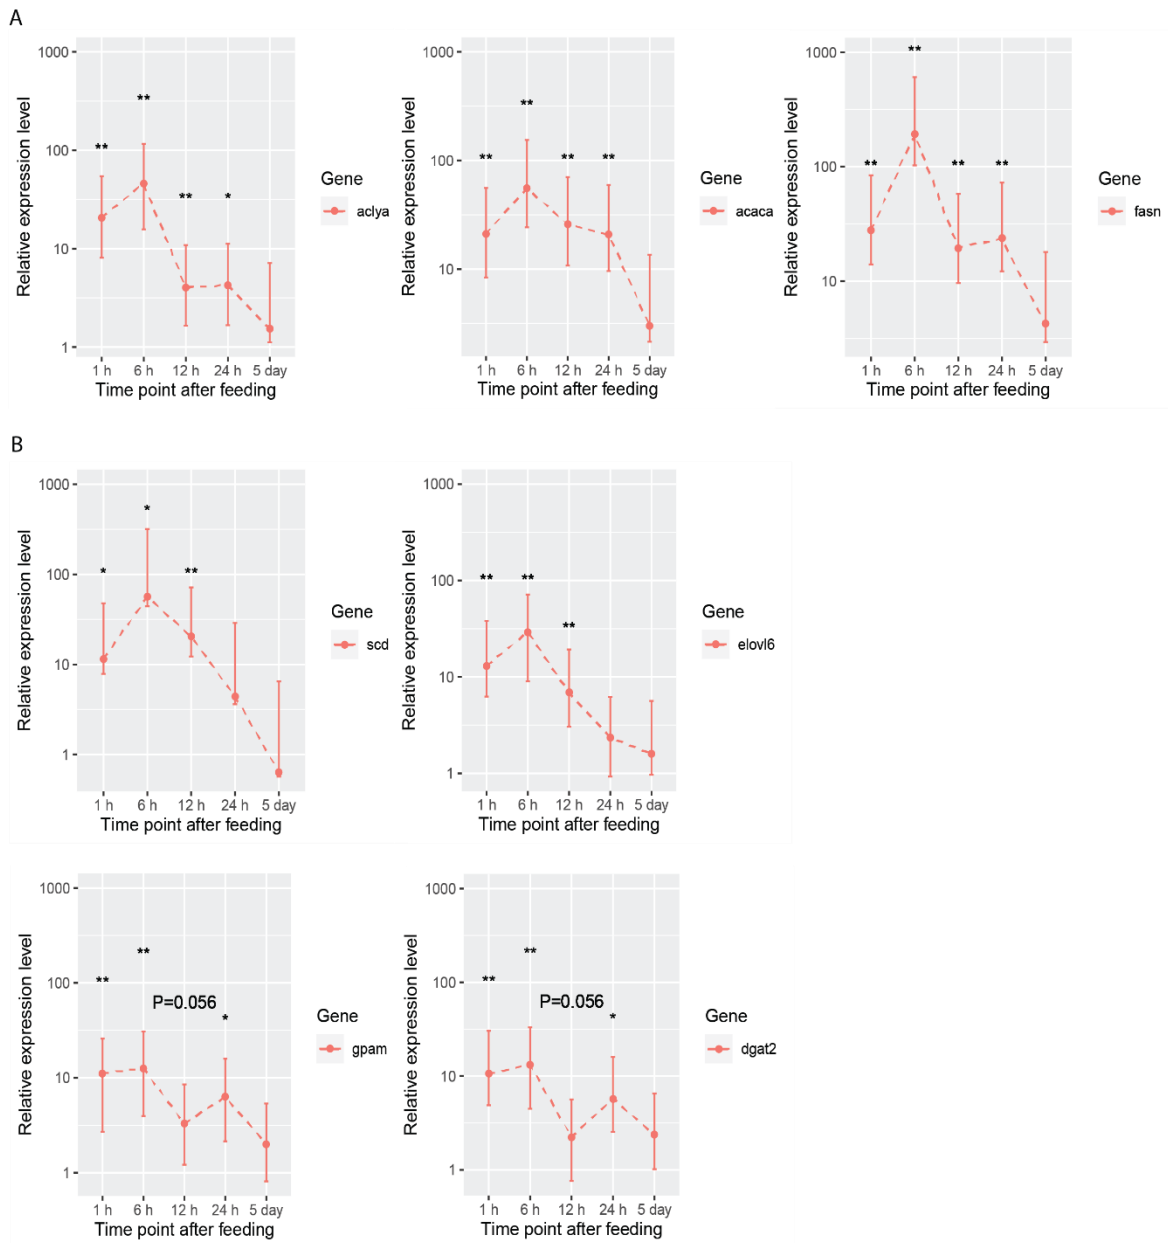 A
Relative expression level
1000
100
10
1
**
**
**
*
1 h 6 h 12 h 24 h 5 day
Time point after feeding
Gene
aclya
Relative expression level
1000
100
10
**
**
**
**
1 h 6 h 12 h 24 h 5 day
Time point after feeding
Gene
acaca
Relative expression level
1000
100
10
**
**
**
**
1 h 6 h 12 h 24 h 5 day
Time point after feeding
Gene
fasn
B
Relative expression level
1000
100
10
1
*
*
**
1 h 6 h 12 h 24 h 5 day
Time point after feeding
Gene
scd
Relative expression level
1000
100
10
1
**
**
**
1 h 6 h 12 h 24 h 5 day
Time point after feeding
Gene
elovl6
Relative expression level
1000
100
10
1
**
**
P=0.056
*
1 h 6 h 12 h 24 h 5 day
Time point after feeding
Gene
gpam
Relative expression level
1000
100
10
1
**
**
P=0.056
*
1 h 6 h 12 h 24 h 5 day
Time point after feeding
Gene
dgat2